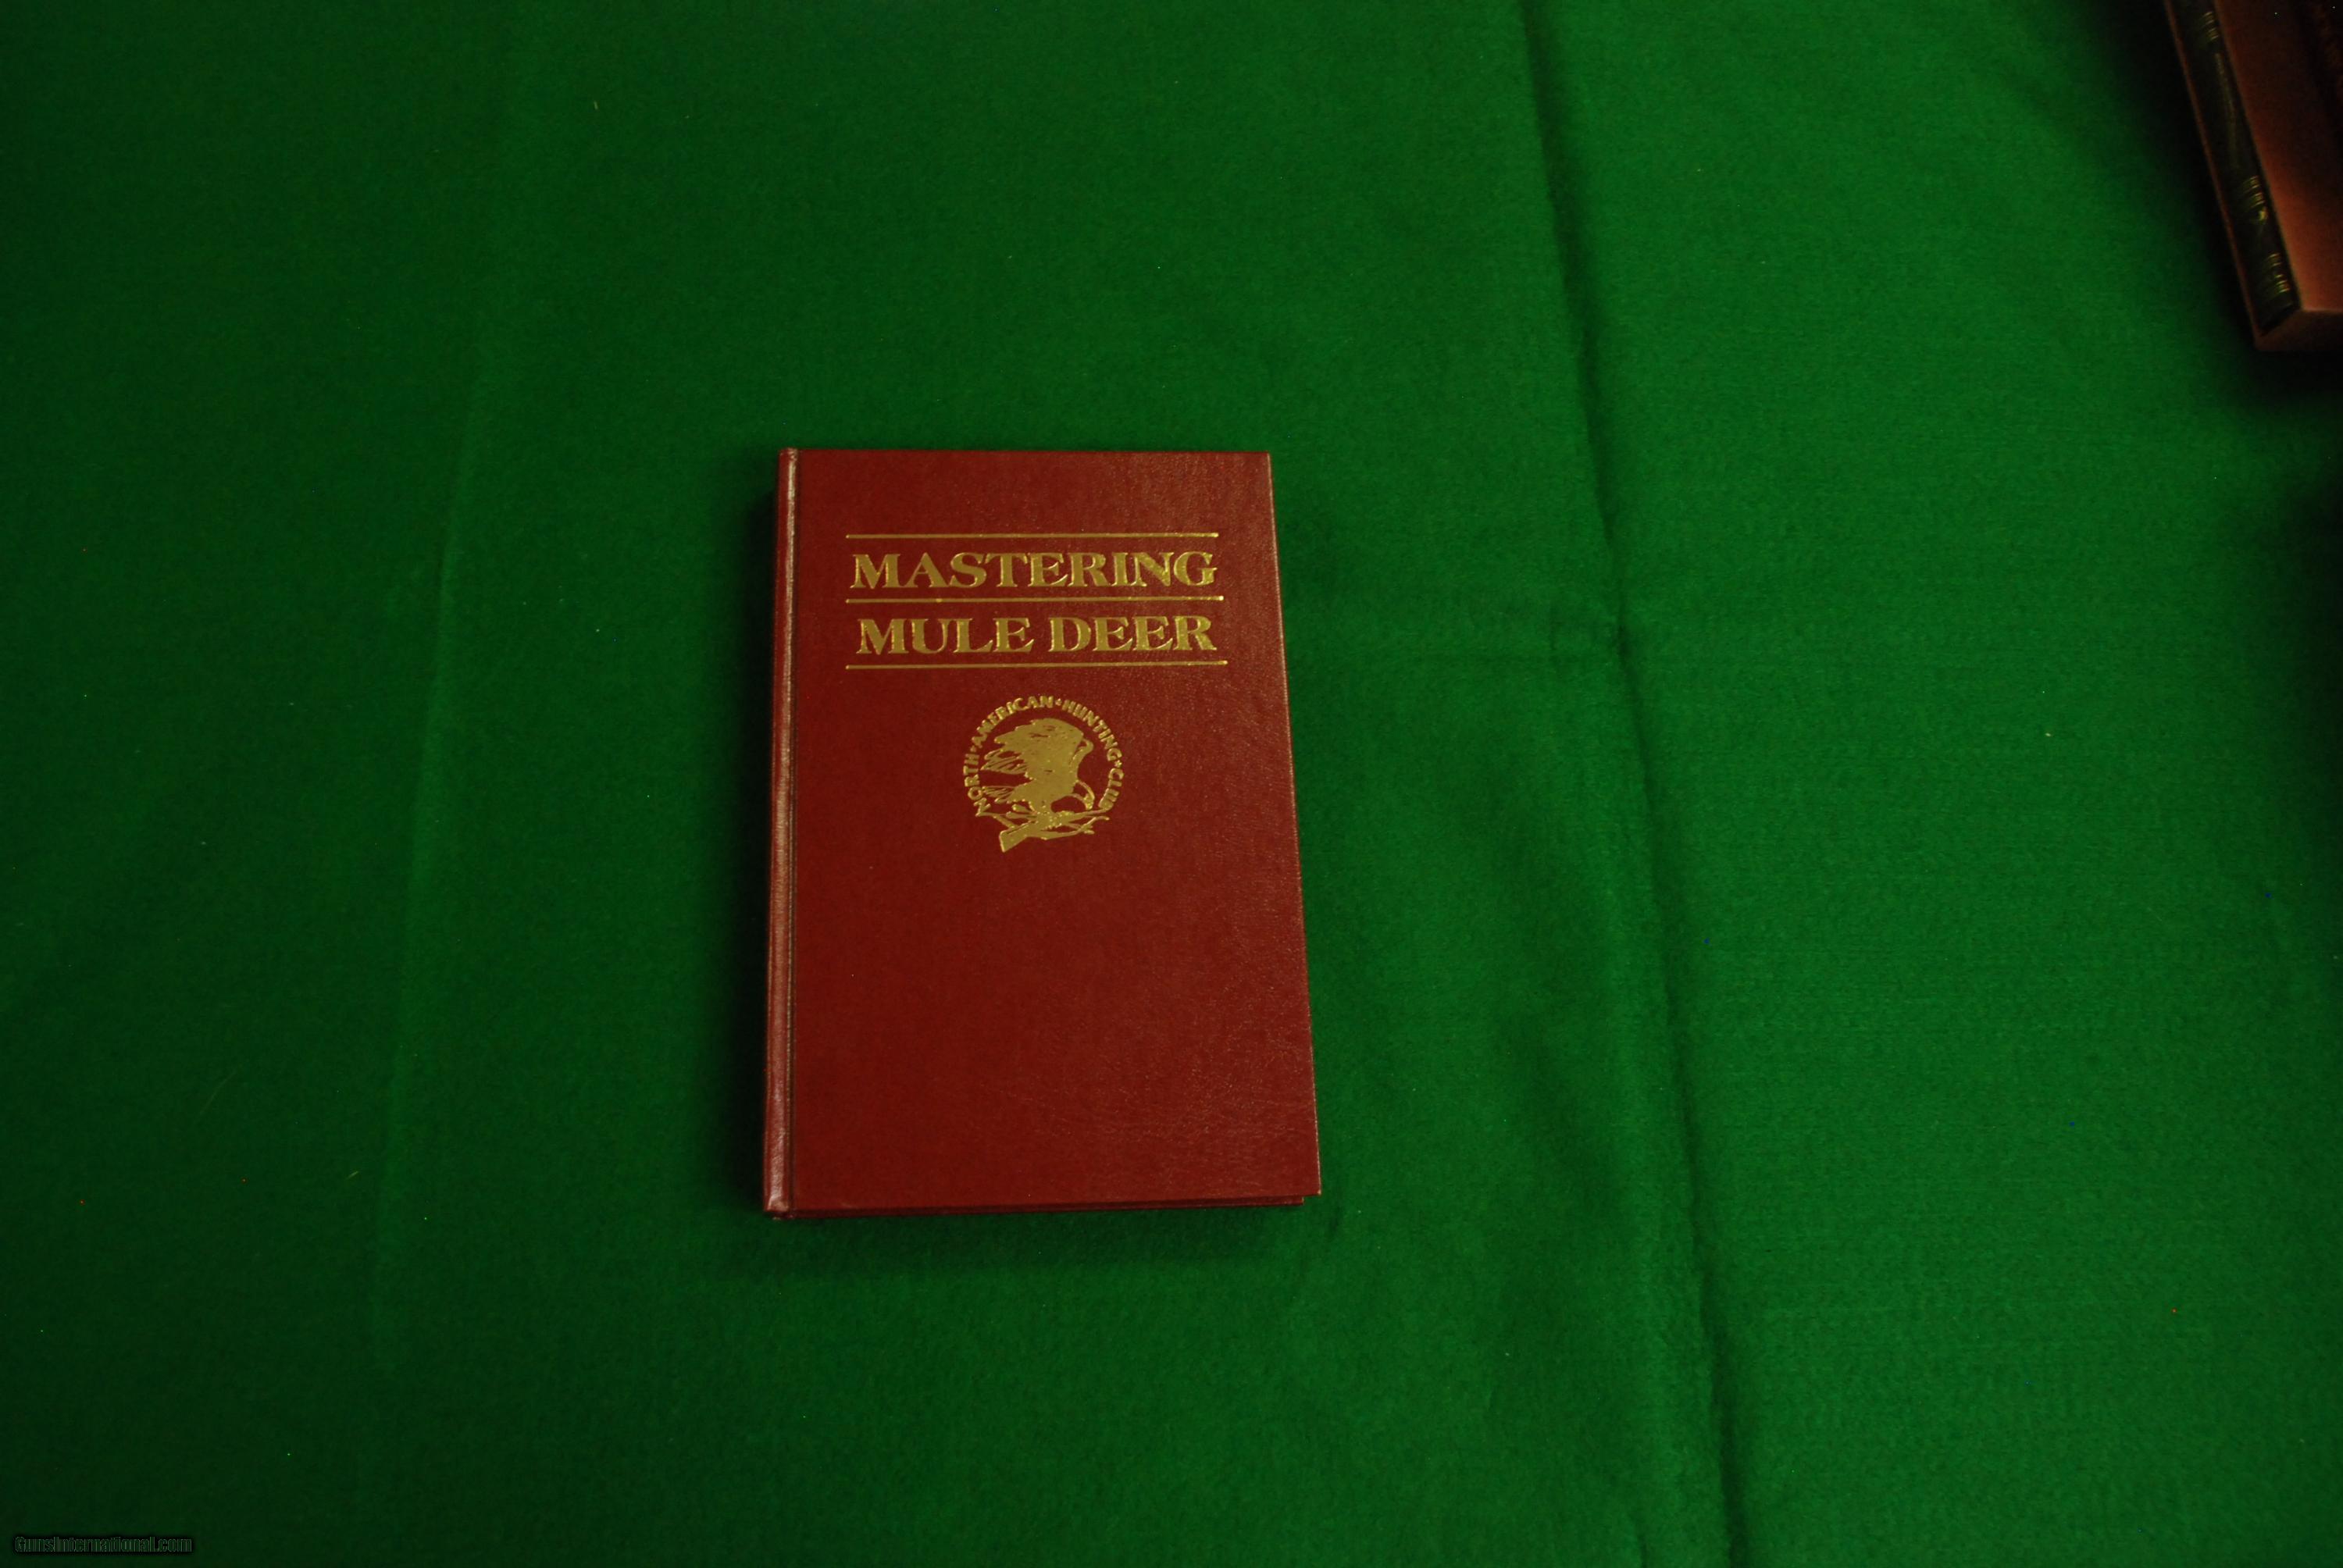 MASTERING
MULE DEER
NORTH · AMERICAN · HUNTING · CLUB
GunsInternational.com